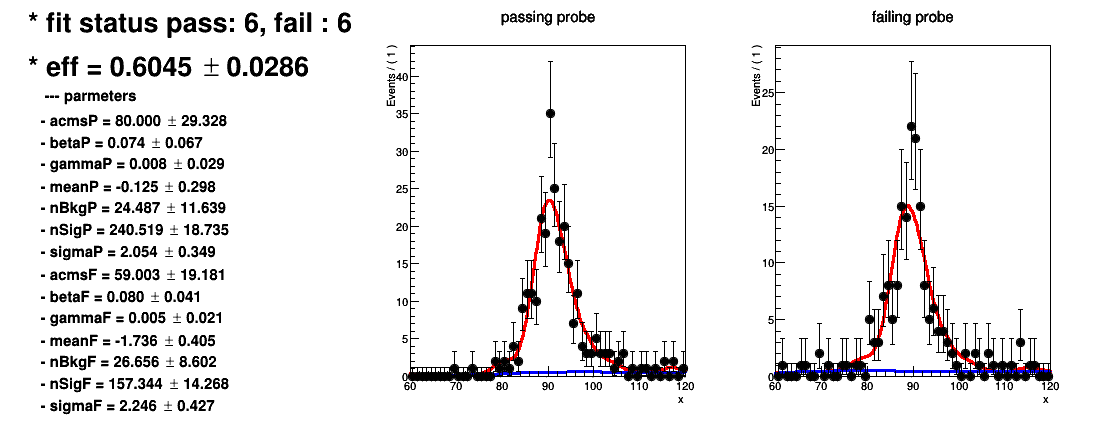 * fit status pass: 6, fail : 6
* eff = 0.6045 ± 0.0286
--- parmeters
- acmsP = 80.000 ± 29.328
- betaP = 0.074 ± 0.067
- gammaP = 0.008 ± 0.029
- meanP = -0.125 ± 0.298
- nBkgP = 24.487 ± 11.639
- nSigP = 240.519 ± 18.735
- sigmaP = 2.054 ± 0.349
- acmsF = 59.003 ± 19.181
- betaF = 0.080 ± 0.041
- gammaF = 0.005 ± 0.021
- meanF = -1.736 ± 0.405
- nBkgF = 26.656 ± 8.602
- nSigF = 157.344 ± 14.268
- sigmaF = 2.246 ± 0.427
passing probe
Events / ( 1 )
40
35
30
25
20
15
10
5
0
60 70 80 90 100 110 120
x
failing probe
Events / ( 1 )
25
20
15
10
5
0
60 70 80 90 100 110 120
x